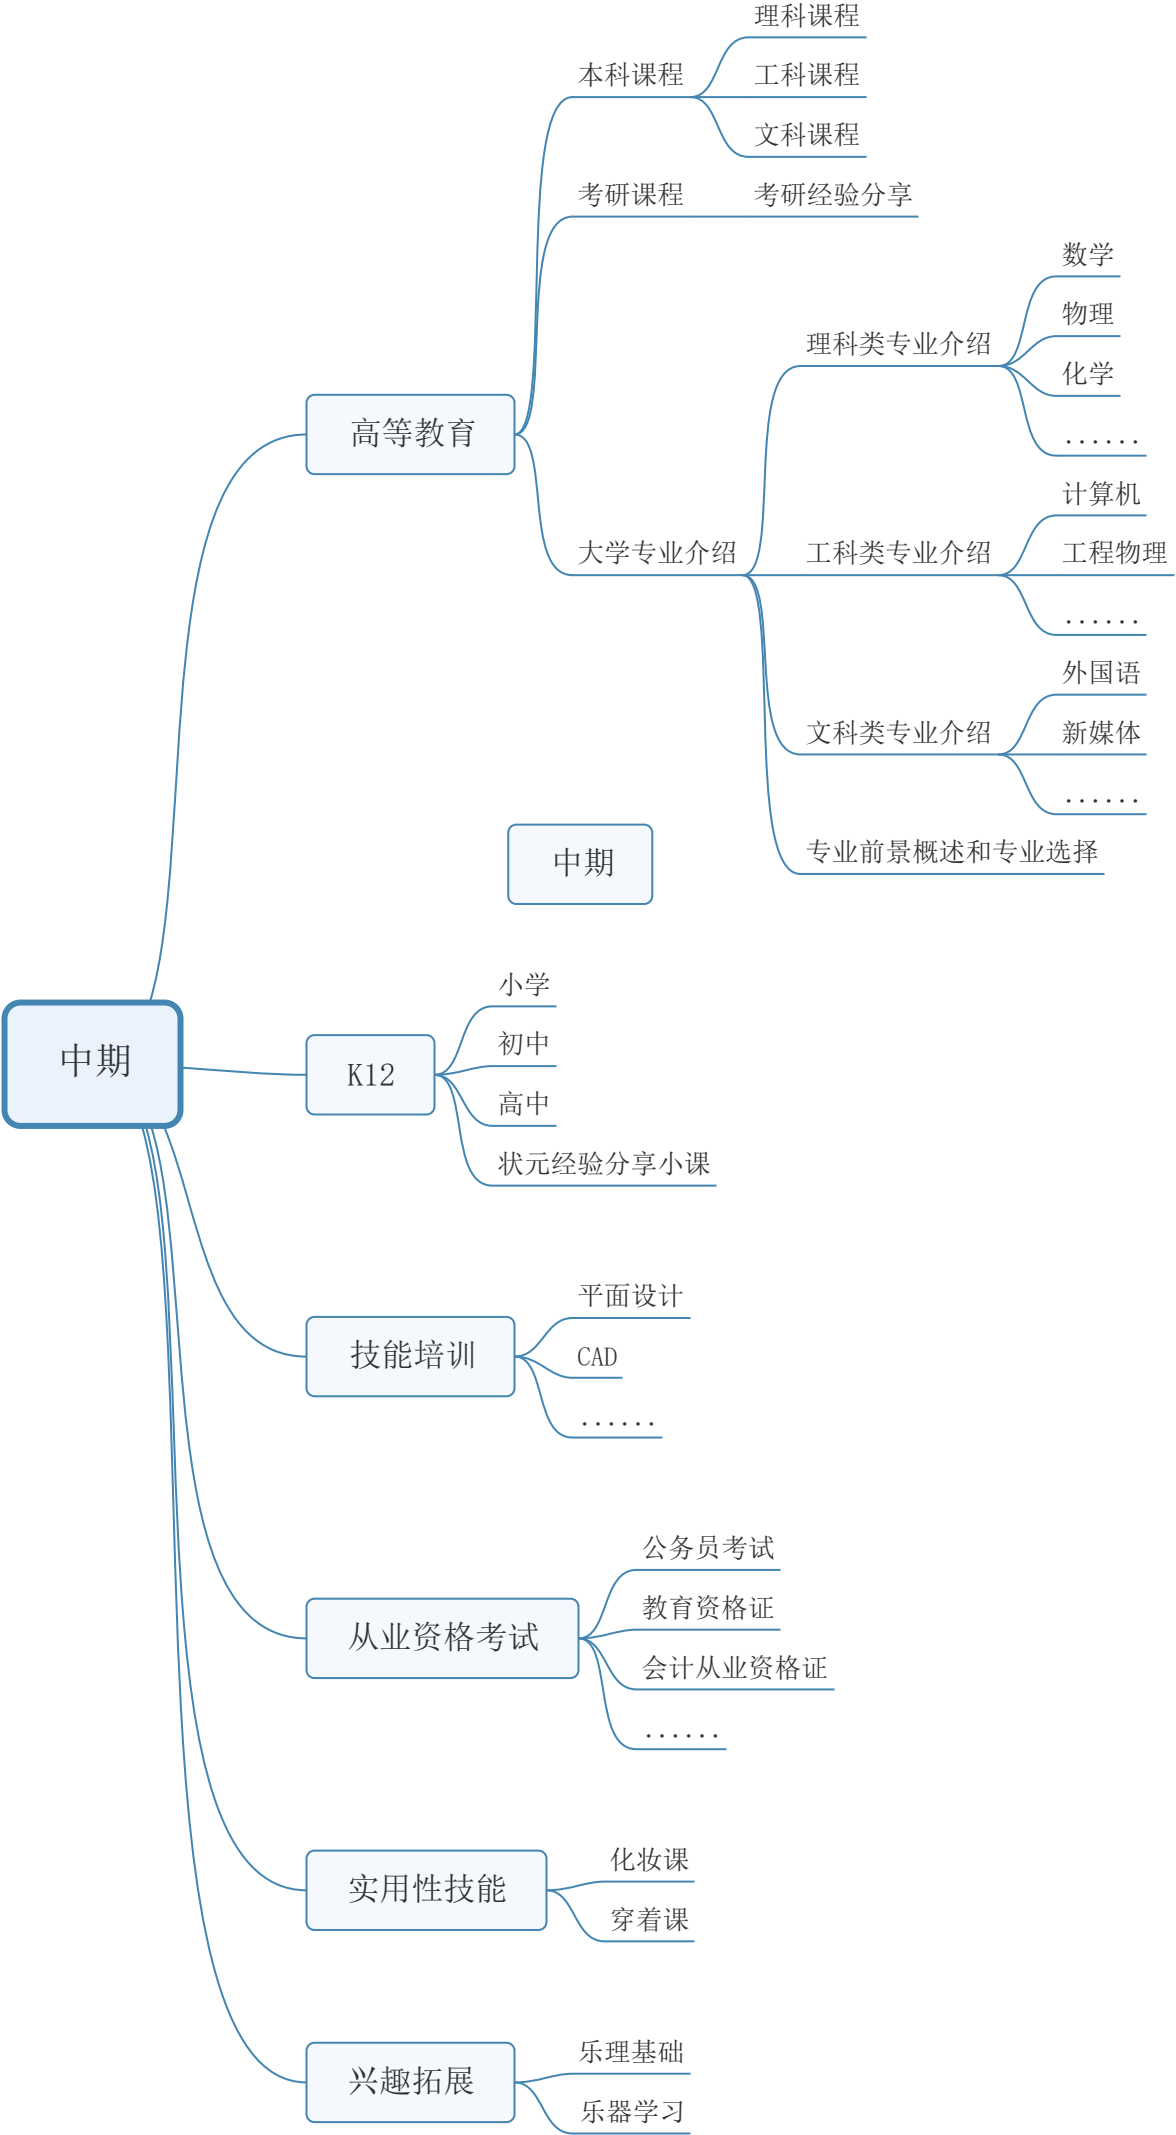 中期
高等教育
本科课程
理科课程
工科课程
文科课程
考研课程
考研经验分享
大学专业介绍
理科类专业介绍
数学
物理
化学
......
工科类专业介绍
计算机
工程物理
......
文科类专业介绍
外国语
新媒体
......
专业前景概述和专业选择
中期
K12
小学
初中
高中
状元经验分享小课
技能培训
平面设计
CAD
......
从业资格考试
公务员考试
教育资格证
会计从业资格证
......
实用性技能
化妆课
穿着课
兴趣拓展
乐理基础
乐器学习